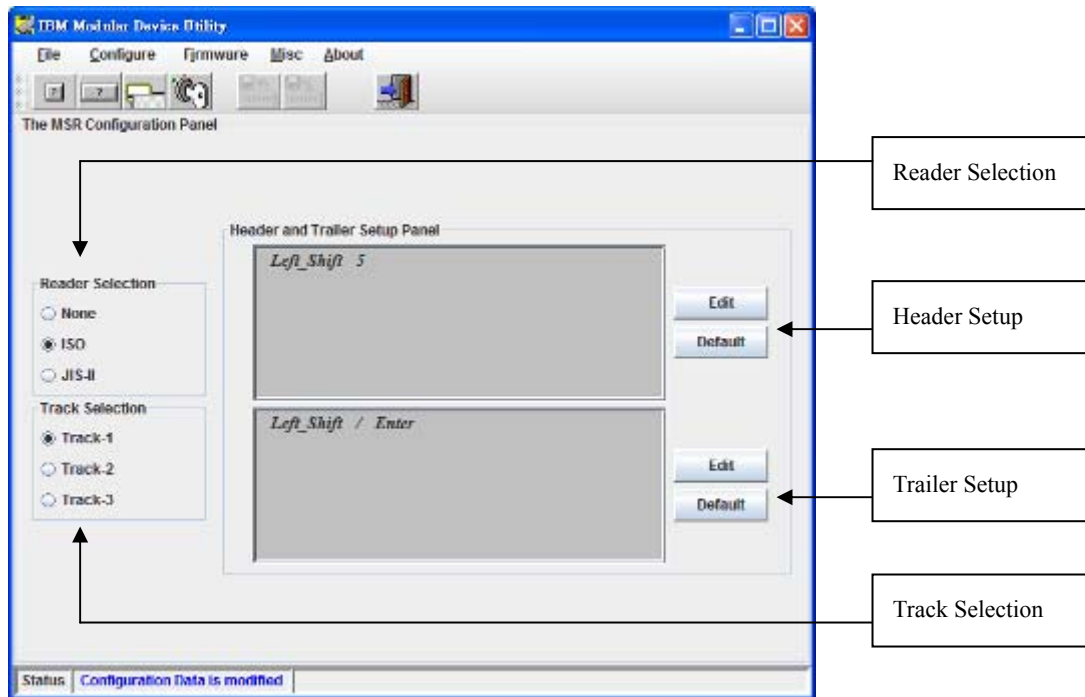 IBM Modular Device Utility
File Configure Firmware Misc About
The MSR Configuration Panel
Reader Selection
Header and Trailer Setup Panel
Left_Shift 5
Reader Selection
None
ISO
JIS-II
Edit
Default
Header Setup
Track Selection
Track-1
Track-2
Track-3
Left_Shift / Enter
Edit
Default
Trailer Setup
Track Selection
Status Configuration Data is modified